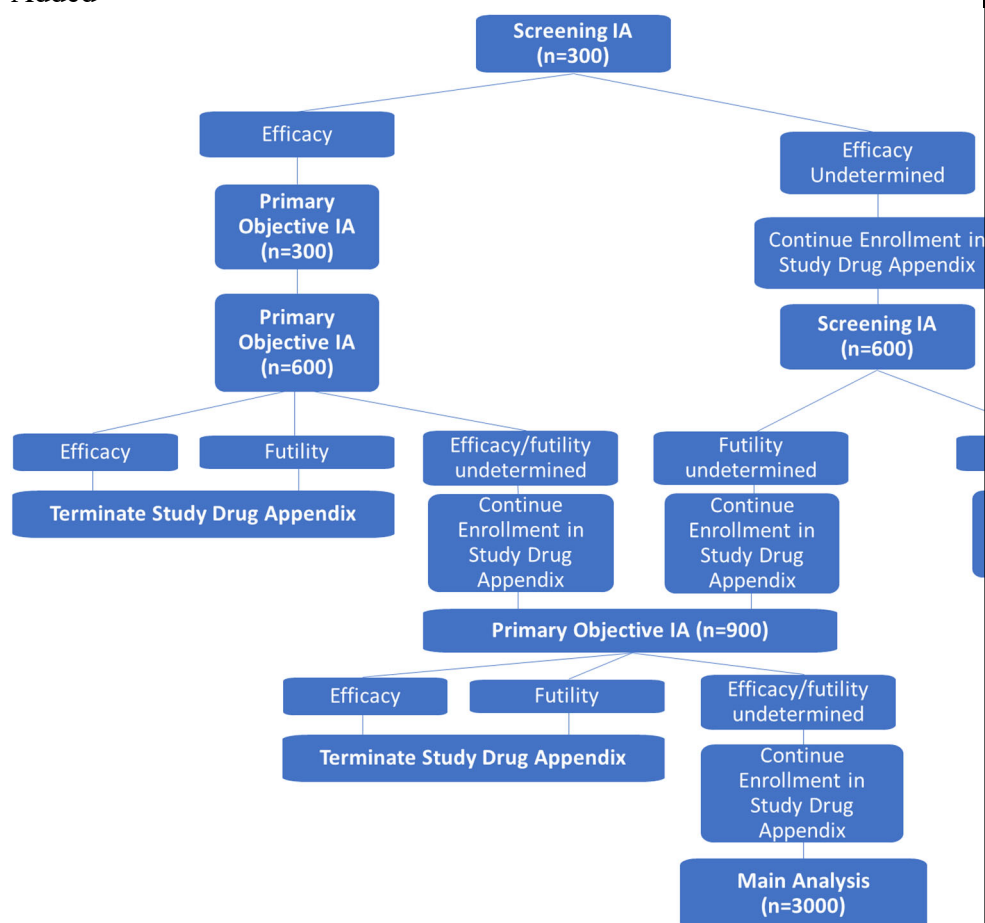 Added
Screening IA
(n=300)
Efficacy
Efficacy
Undetermined
Primary
Objective IA
(n=300)
Continue Enrollment in
Study Drug Appendix
Primary
Objective IA
(n=600)
Screening IA
(n=600)
Efficacy
Futility
Efficacy/futility
undetermined
Futility
undetermined
Terminate Study Drug Appendix
Continue
Enrollment in
Study Drug
Appendix
Continue
Enrollment in
Study Drug
Appendix
Primary Objective IA (n=900)
Efficacy
Futility
Efficacy/futility
undetermined
Terminate Study Drug Appendix
Continue
Enrollment in
Study Drug
Appendix
Main Analysis
(n=3000)